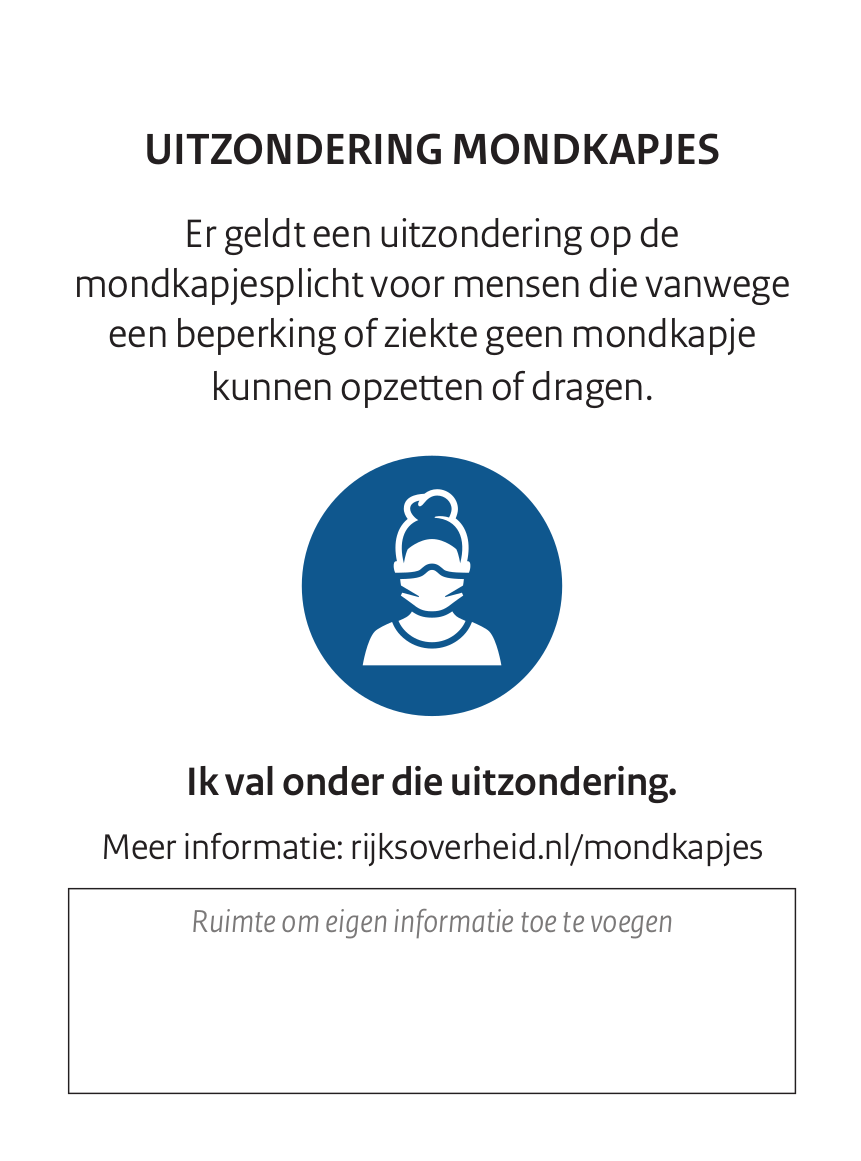 UITZONDERING MONDKAPJES
Er geldt een uitzondering op de
mondkapjesplicht voor mensen die vanwege
een beperking of ziekte geen mondkapje
kunnen opzetten of dragen.
Ik val onder die uitzondering.
Meer informatie: rijksoverheid.nl/mondkapjes
Ruimte om eigen informatie toe te voegen